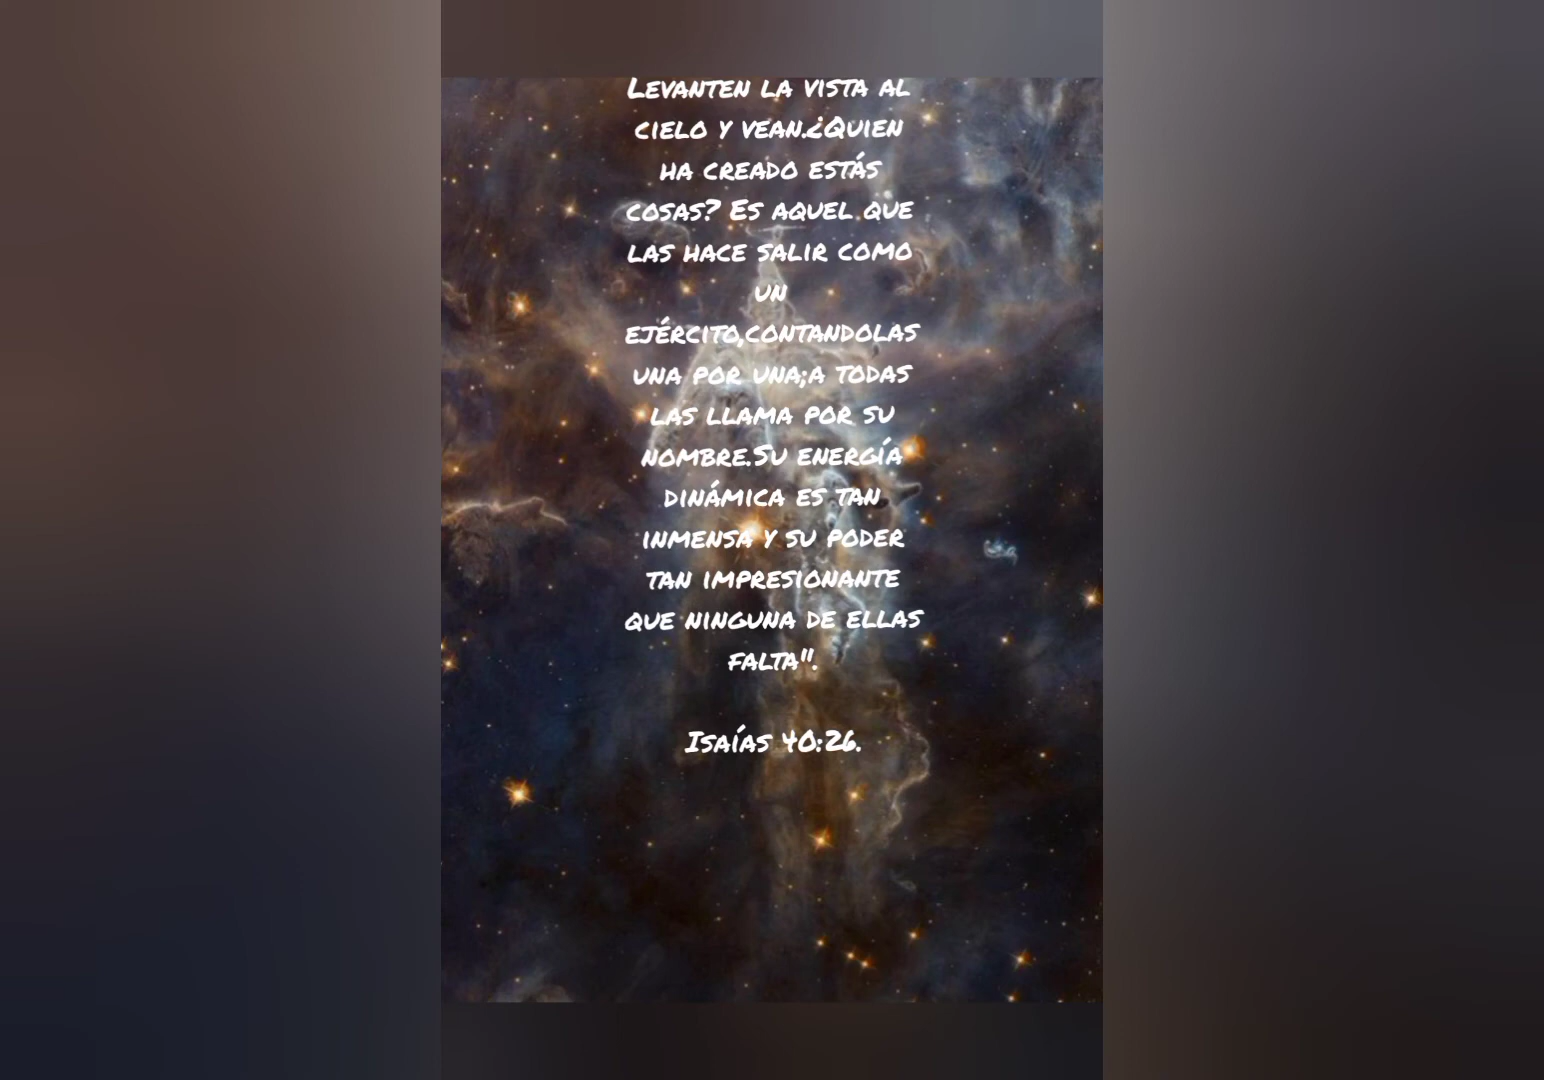 Levanten la vista al
cielo y vean.¿Quien
ha creado estás
cosas? Es aquel que
las hace salir como
un
ejército,contandolas
una por una;a todas
las llama por su
nombre.Su energía
dinámica es tan
inmensa y su poder
tan impresionante
que ninguna de ellas
falta".
Isaías 40:26.